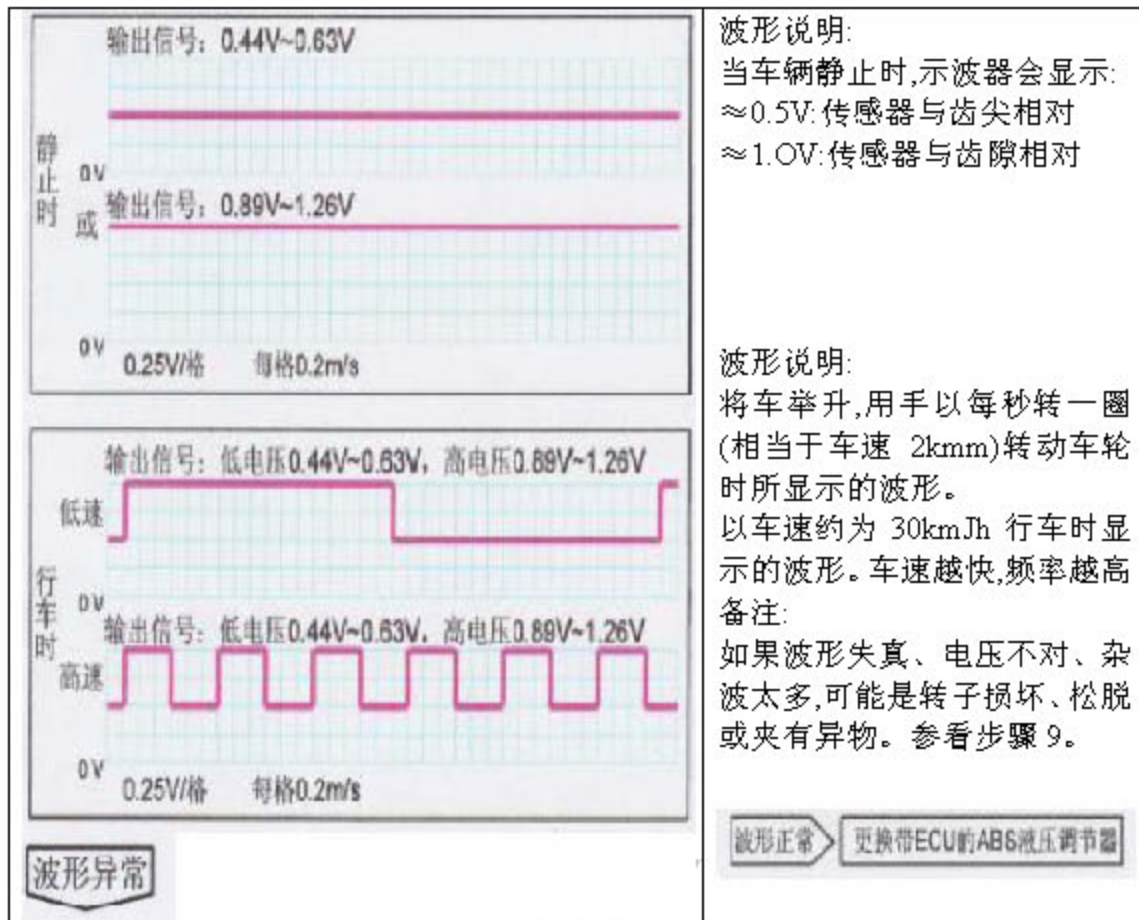 输出信号：0.44V~0.63V
静止时
0V
或
输出信号：0.89V~1.26V
0V
0.25V/格 每格0.2m/s
输出信号：低电压0.44V~0.63V，高电压0.89V~1.26V
低速
行车时
0V
输出信号：低电压0.44V~0.63V，高电压0.89V~1.26V
高速
0V
0.25V/格 每格0.2m/s
波形异常
波形说明:
当车辆静止时,示波器会显示:
≈0.5V:传感器与齿尖相对
≈1.OV:传感器与齿隙相对
波形说明:
将车举升,用手以每秒转一圈
(相当于车速 2kmm)转动车轮
时所显示的波形。
以车速约为 30kmJh 行车时显
示的波形。车速越快,频率越高
备注:
如果波形失真、电压不对、杂
波太多,可能是转子损坏、松脱
或夹有异物。参看步骤 9。
波形正常 更换带ECU的ABS液压调节器